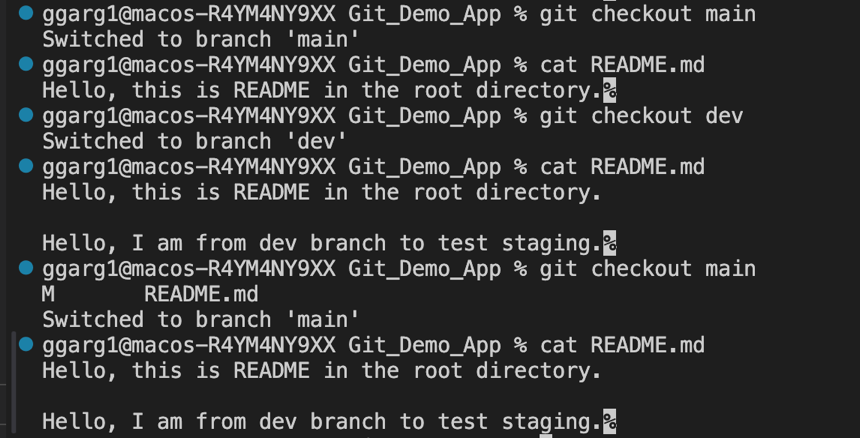 ggarg1@macos-R4YM4NY9XX Git_Demo_App % git checkout main
Switched to branch 'main'
ggarg1@macos-R4YM4NY9XX Git_Demo_App % cat README.md
Hello, this is README in the root directory.%
ggarg1@macos-R4YM4NY9XX Git_Demo_App % git checkout dev
Switched to branch 'dev'
ggarg1@macos-R4YM4NY9XX Git_Demo_App % cat README.md
Hello, this is README in the root directory.

Hello, I am from dev branch to test staging.%
ggarg1@macos-R4YM4NY9XX Git_Demo_App % git checkout main
M       README.md
Switched to branch 'main'
ggarg1@macos-R4YM4NY9XX Git_Demo_App % cat README.md
Hello, this is README in the root directory.

Hello, I am from dev branch to test staging.%